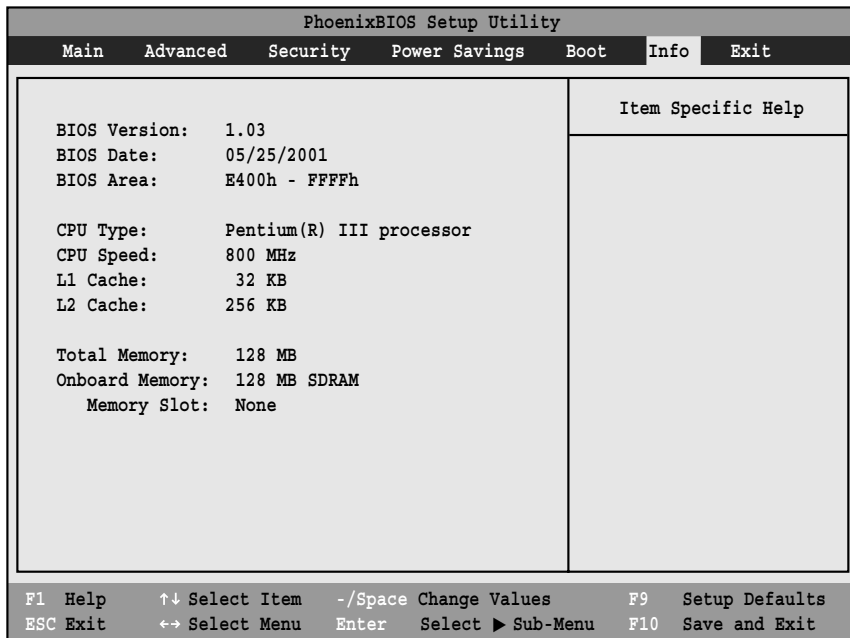 PhoenixBIOS Setup Utility
Main Advanced Security Power Savings Boot Info Exit
Item Specific Help
BIOS Version: 1.03
BIOS Date: 05/25/2001
BIOS Area: E400h - FFFFh
CPU Type: Pentium(R) III processor
CPU Speed: 800 MHz
L1 Cache: 32 KB
L2 Cache: 256 KB
Total Memory: 128 MB
Onboard Memory: 128 MB SDRAM
Memory Slot: None
F1 Help ↑↓ Select Item -/Space Change Values F9 Setup Defaults
ESC Exit ←→ Select Menu Enter Select ▶ Sub-Menu F10 Save and Exit